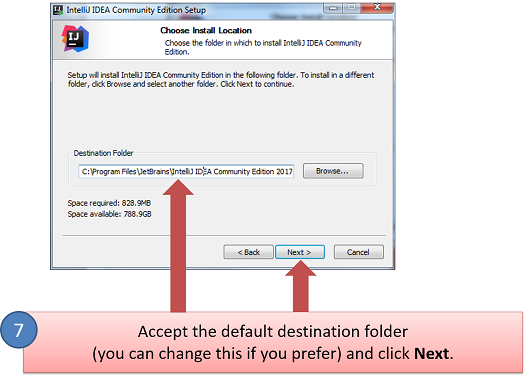 IntelliJ IDEA Community Edition Setup
IJ
Choose Install Location
Choose the folder in which to install IntelliJ IDEA Community
Edition.
Setup will install IntelliJ IDEA Community Edition in the following folder. To install in a different
folder, click Browse and select another folder. Click Next to continue.
Destination Folder
C:\Program Files\JetBrains\IntelliJ IDEA Community Edition 2017
Browse...
Space required: 828.9MB
Space available: 788.9GB
< Back
Next >
Cancel
7
Accept the default destination folder
(you can change this if you prefer) and click Next.